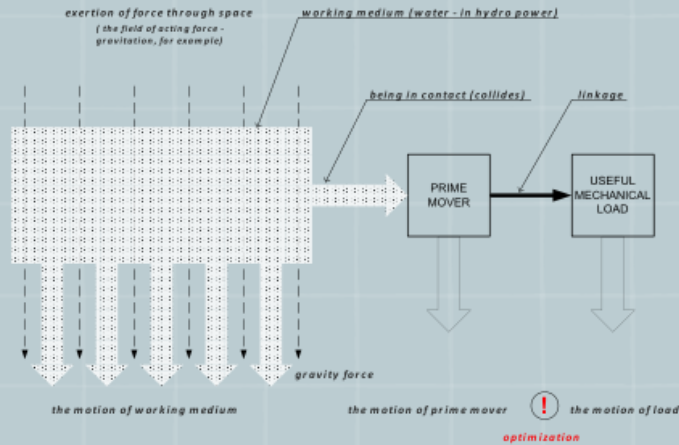 exertion of force through space
( the field of acting force -
gravitation, for example)
working medium (water - in hydro power)
being in contact (collides)
linkage
PRIME
MOVER
USEFUL
MECHANICAL
LOAD
gravity force
the motion of working medium
the motion of prime mover
!
the motion of load
optimization